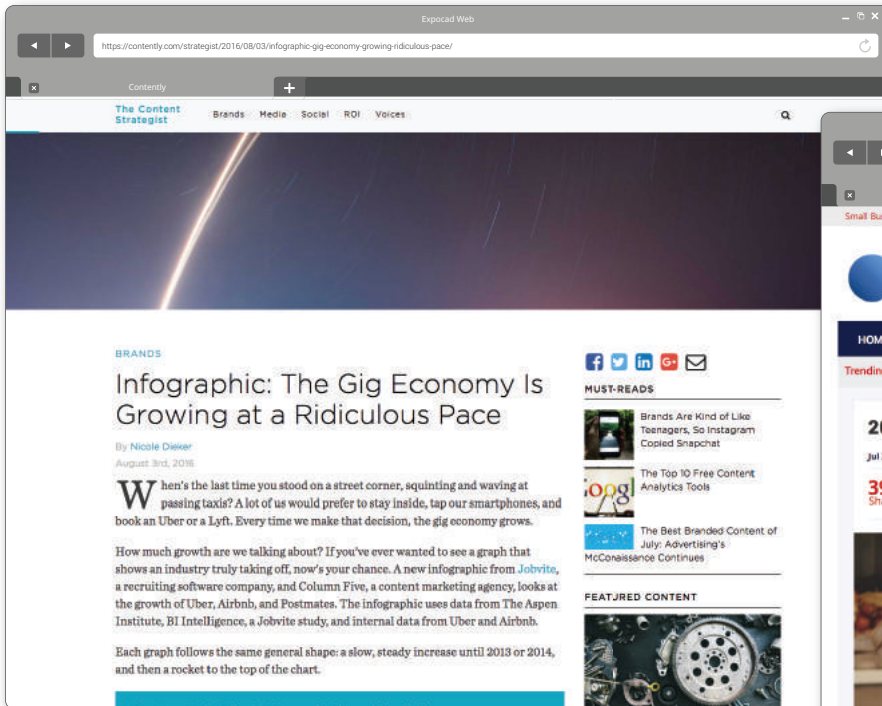 Expocad Web
https://contently.com/strategist/2016/08/03/infographic-gig-economy-growing-ridiculous-pace/
Contently
The Content
Strategist
Brands Media Social ROI Voices
BRANDS
Infographic: The Gig Economy Is
Growing at a Ridiculous Pace
By Nicole Dieker
August 3rd, 2016
When's the last time you stood on a street corner, squinting and waving at
passing taxis? A lot of us would prefer to stay inside, tap our smartphones, and
book an Uber or a Lyft. Every time we make that decision, the gig economy grows.
How much growth are we talking about? If you've ever wanted to see a graph that
shows an industry truly taking off, now's your chance. A new infographic from Jobvite,
a recruiting software company, and Column Five, a content marketing agency, looks at
the growth of Uber, Airbnb, and Postmates. The infographic uses data from The Aspen
Institute, BI Intelligence, a Jobvite study, and internal data from Uber and Airbnb.
Each graph follows the same general shape: a slow, steady increase until 2013 or 2014,
and then a rocket to the top of the chart.
MUST-READS
Brands Are Kind of Like
Teenagers, So Instagram
Copied Snapchat
The Top 10 Free Content
Analytics Tools
The Best Branded Content of
July: Advertising's
McConaissance Continues
FEATURED CONTENT
Small Bu
HOM
Trendin
Jul
Sh